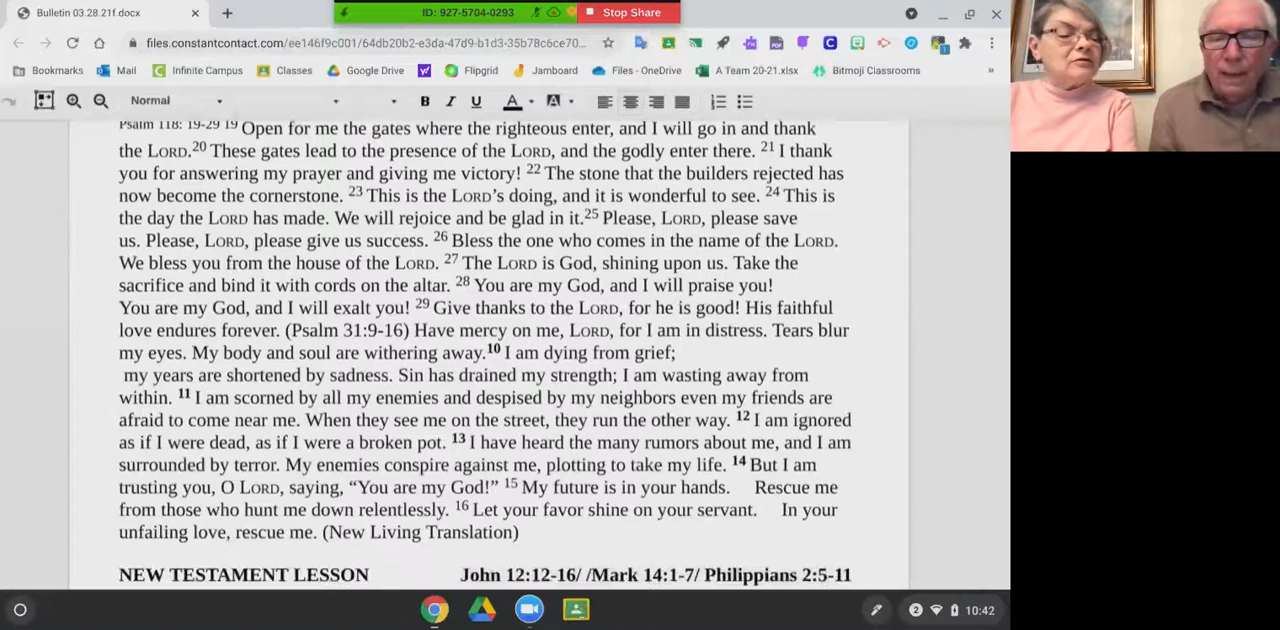 Bulletin 03.28.21f.docx
ID: 927-5704-0293
Stop Share
files.constantcontact.com/ee146f9c001/64db20b2-e3da-47d9-b1d3-35b78c6ce70...
Bookmarks Mail Infinite Campus Classes Google Drive Flipgrid Jamboard Files - OneDrive A Team 20-21.xlsx Bitmoji Classrooms »
Normal B I U A A
Psalm 118: 19-29 19 Open for me the gates where the righteous enter, and I will go in and thank
the LORD.20 These gates lead to the presence of the LORD, and the godly enter there. 21 I thank
you for answering my prayer and giving me victory! 22 The stone that the builders rejected has
now become the cornerstone. 23 This is the LORD’s doing, and it is wonderful to see. 24 This is
the day the LORD has made. We will rejoice and be glad in it.25 Please, LORD, please save
us. Please, LORD, please give us success. 26 Bless the one who comes in the name of the LORD.
We bless you from the house of the LORD. 27 The LORD is God, shining upon us. Take the
sacrifice and bind it with cords on the altar. 28 You are my God, and I will praise you!
You are my God, and I will exalt you! 29 Give thanks to the LORD, for he is good! His faithful
love endures forever. (Psalm 31:9-16) Have mercy on me, LORD, for I am in distress. Tears blur
my eyes. My body and soul are withering away.10 I am dying from grief;
my years are shortened by sadness. Sin has drained my strength; I am wasting away from
within. 11 I am scorned by all my enemies and despised by my neighbors even my friends are
afraid to come near me. When they see me on the street, they run the other way. 12 I am ignored
as if I were dead, as if I were a broken pot. 13 I have heard the many rumors about me, and I am
surrounded by terror. My enemies conspire against me, plotting to take my life. 14 But I am
trusting you, O LORD, saying, “You are my God!” 15 My future is in your hands. Rescue me
from those who hunt me down relentlessly. 16 Let your favor shine on your servant. In your
unfailing love, rescue me. (New Living Translation)
NEW TESTAMENT LESSON John 12:12-16/ /Mark 14:1-7/ Philippians 2:5-11
2 10:42